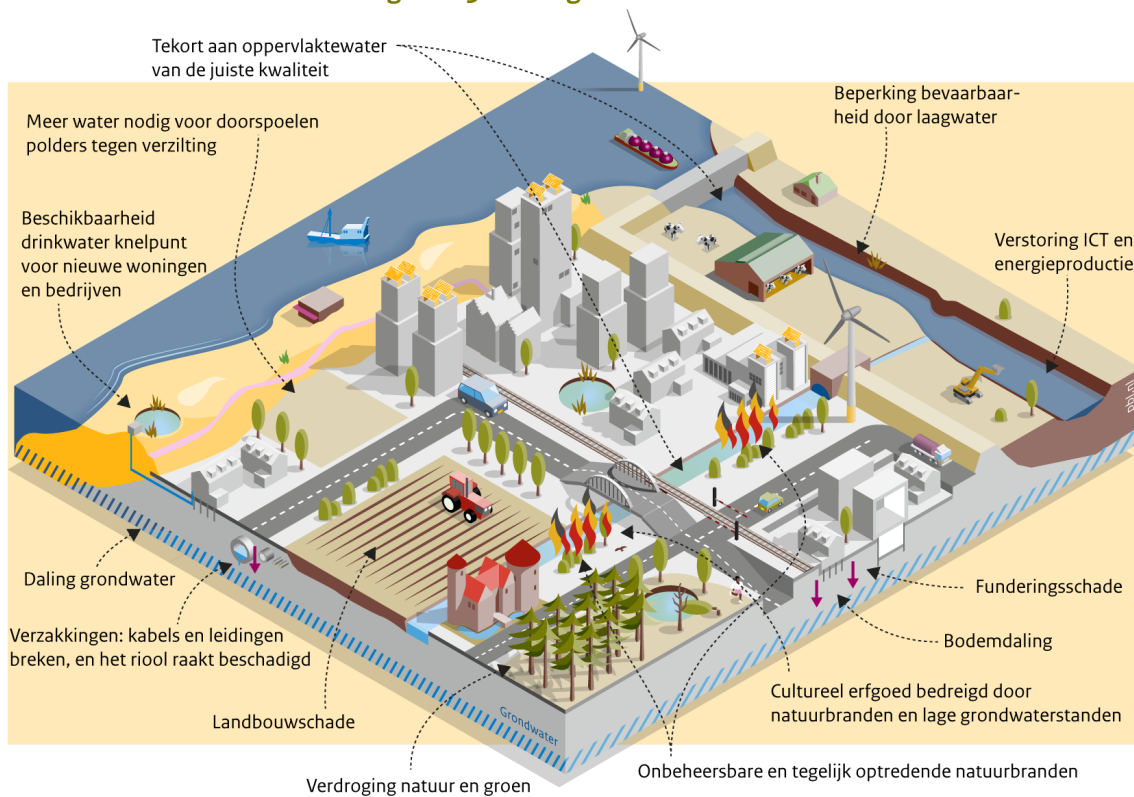 Tekort aan oppervlaktewater
van de juiste kwaliteit
Beperking bevaarbaar-
heid door laagwater
Meer water nodig voor doorspoelen
polders tegen verzilting
Beschikbaarheid
drinkwater knelpunt
voor nieuwe woningen
en bedrijven
Verstoring ICT en
energieproductie
pbl.nl
Daling grondwater
Funderingsschade
Verzakkingen: kabels en leidingen
breken, en het riool raakt beschadigd
Bodemdaling
Landbouwschade
Grondwater
Cultureel erfgoed bedreigd door
natuurbranden en lage grondwaterstanden
Verdroging natuur en groen
Onbeheersbare en tegelijk optredende natuurbranden